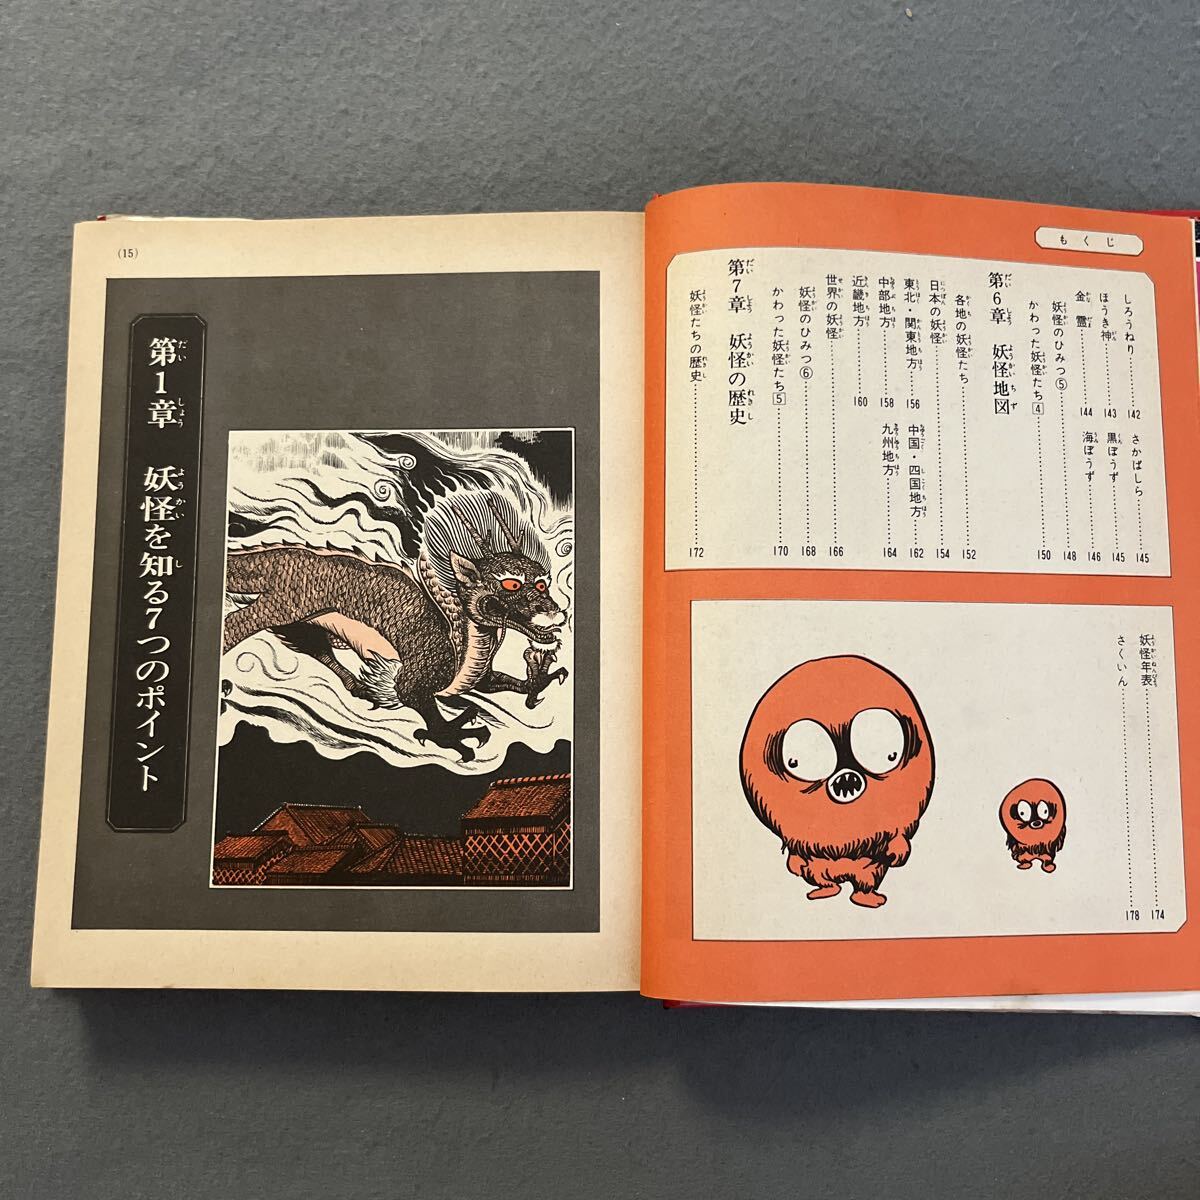 もくじ
しろうねり……142
さかばしら……145
ほうき神……143
黒ぼうず……145
金霊……144
海ぼうず……146
妖怪のひみつ⑤……148
かわった妖怪たち4……150
第6章 妖怪地図
各地の妖怪たち……152
日本の妖怪……154
東北・関東地方……156
中国・四国地方……162
中部地方……158
九州地方……164
近畿地方……160
世界の妖怪……166
妖怪のひみつ⑥……168
かわった妖怪たち5……170
第7章 妖怪の歴史
妖怪たちの歴史……172
妖怪年表……174
さくいん……178
(15)
第1章 妖怪を知る7つのポイント